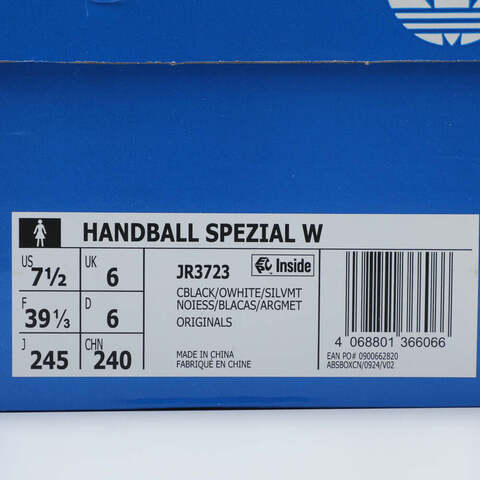 HANDBALL SPEZIAL W
US 7½ UK 6
F 39⅓ D 6
J 245 CHN 240
JR3723 Inside
CBLACK/OWHITE/SILVMT
NOIESS/BLACAS/ARGMET
ORIGINALS
MADE IN CHINA
FABRIQUÉ EN CHINE
4 068801 366066
EAN PO# 0900662820
ABSBOXCN/0924/V02